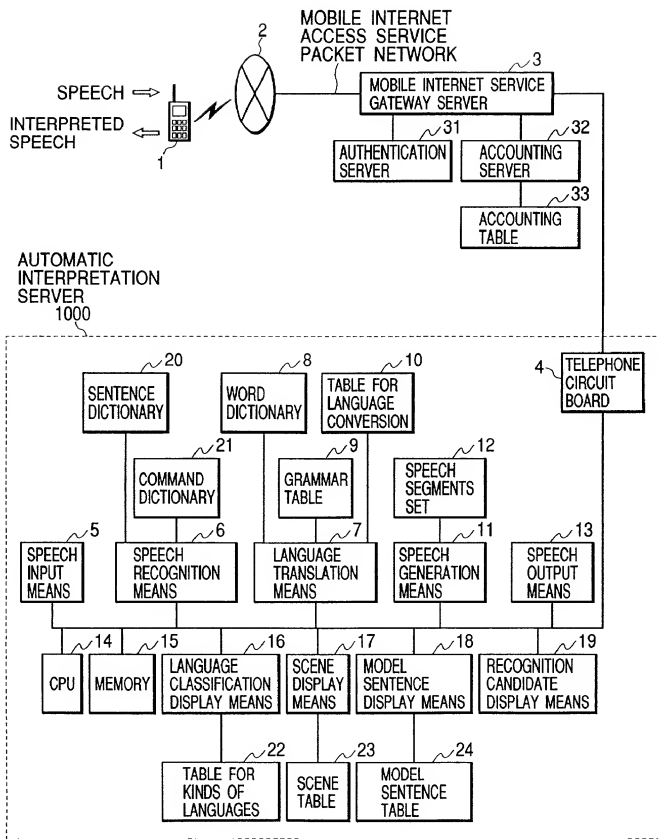 2
MOBILE INTERNET
ACCESS SERVICE
PACKET NETWORK
3
MOBILE INTERNET SERVICE
GATEWAY SERVER
SPEECH
INTERPRETED
SPEECH
1
31
AUTHENTICATION
SERVER
32
ACCOUNTING
SERVER
33
ACCOUNTING
TABLE
AUTOMATIC
INTERPRETATION
SERVER
1000
4
TELEPHONE
CIRCUIT
BOARD
20
SENTENCE
DICTIONARY
8
WORD
DICTIONARY
10
TABLE FOR
LANGUAGE
CONVERSION
21
COMMAND
DICTIONARY
9
GRAMMAR
TABLE
12
SPEECH
SEGMENTS
SET
5
SPEECH
INPUT
MEANS
6
SPEECH
RECOGNITION
MEANS
7
LANGUAGE
TRANSLATION
MEANS
11
SPEECH
GENERATION
MEANS
13
SPEECH
OUTPUT
MEANS
14
CPU
15
MEMORY
16
LANGUAGE
CLASSIFICATION
DISPLAY MEANS
17
SCENE
DISPLAY
MEANS
18
MODEL
SENTENCE
DISPLAY MEANS
19
RECOGNITION
CANDIDATE
DISPLAY MEANS
22
TABLE FOR
KINDS OF
LANGUAGES
23
SCENE
TABLE
24
MODEL
SENTENCE
TABLE